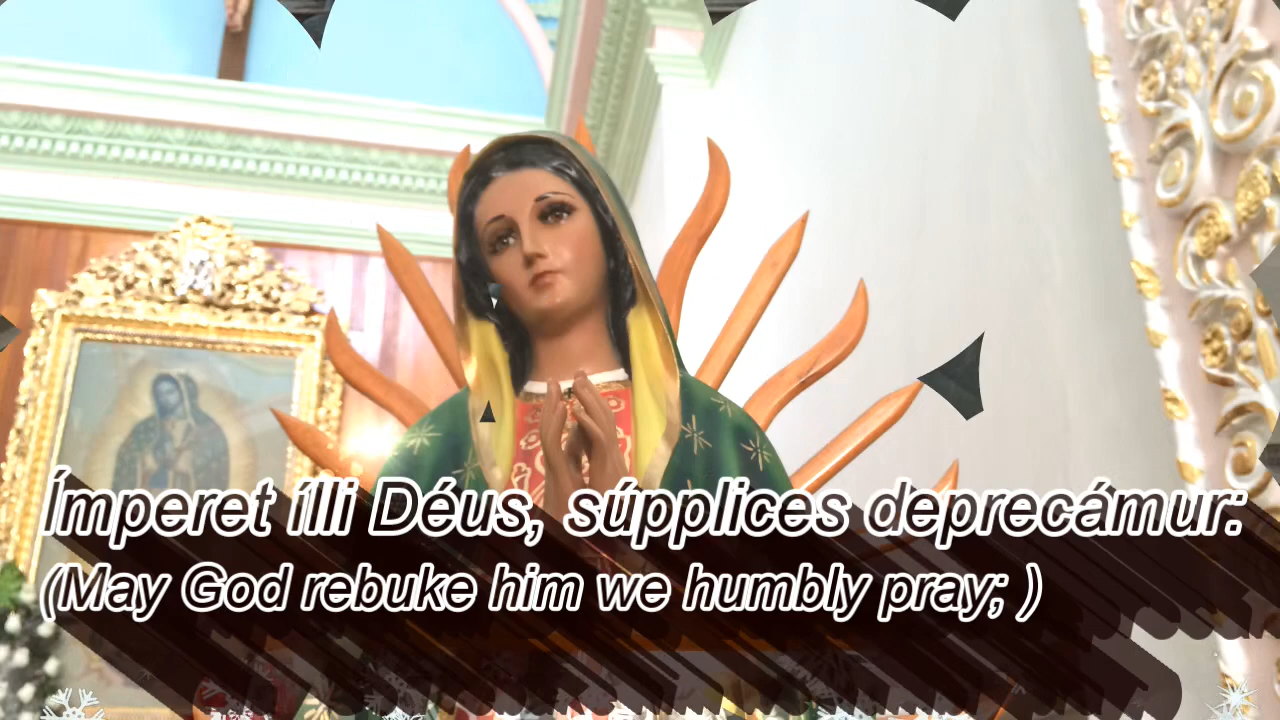 Ímperet ílli Déus, súpplices deprecámur:
(May God rebuke him we humbly pray; )